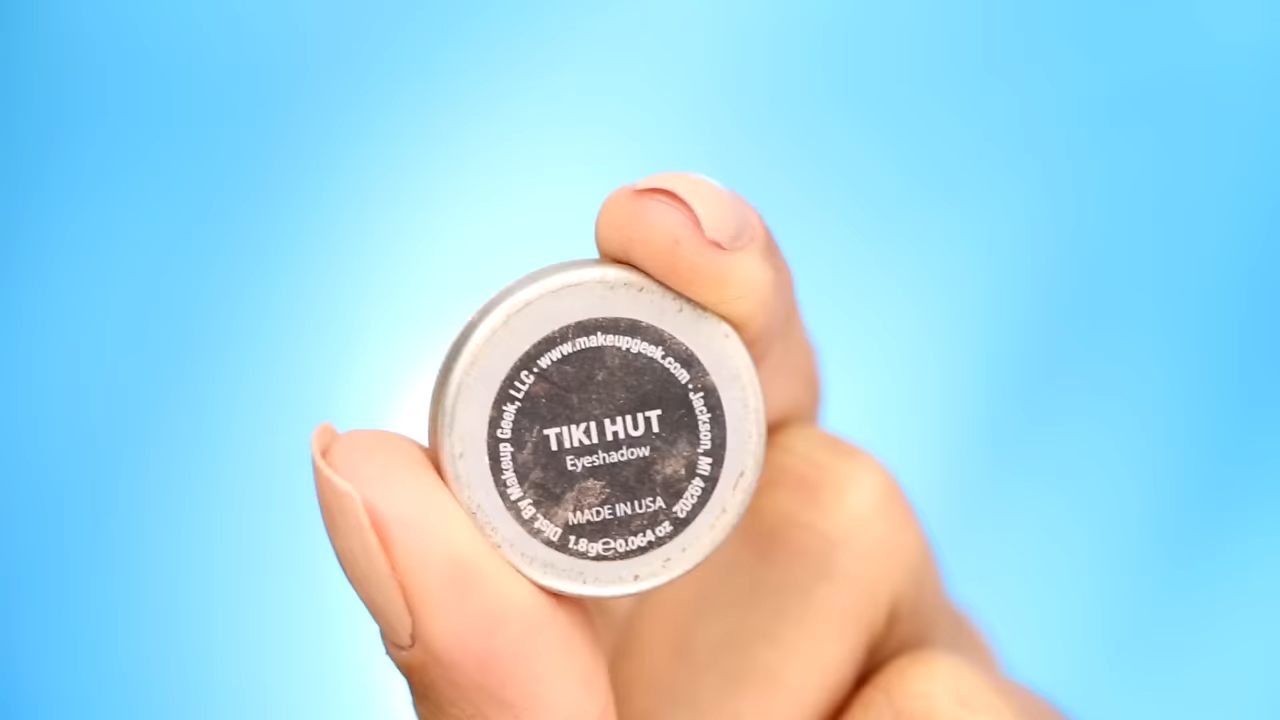 Dist. By Makeup Geek, LLC · www.makeupgeek.com · Jackson, MI 49202
TIKI HUT
Eyeshadow
MADE IN USA
1.8g℮0.064 oz